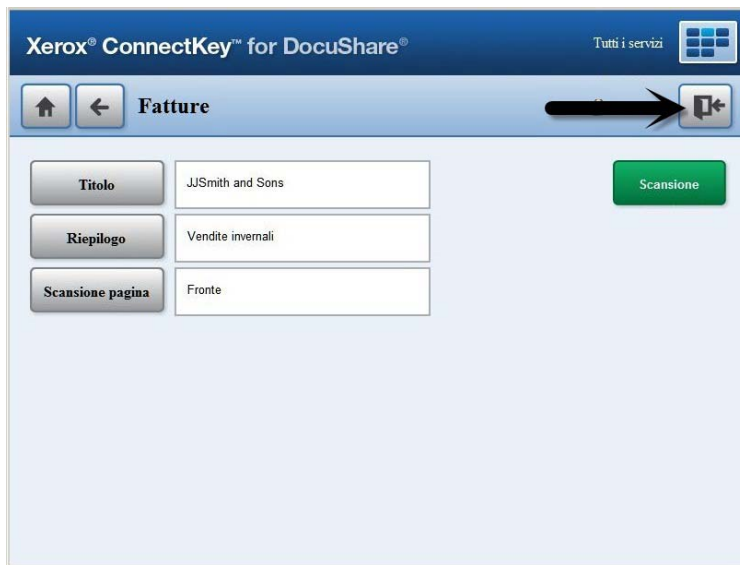 Xerox® ConnectKey™ for DocuShare®
Tutti i servizi
Fatture
Titolo
JJSmith and Sons
Scansione
Riepilogo
Vendite invernali
Scansione pagina
Fronte